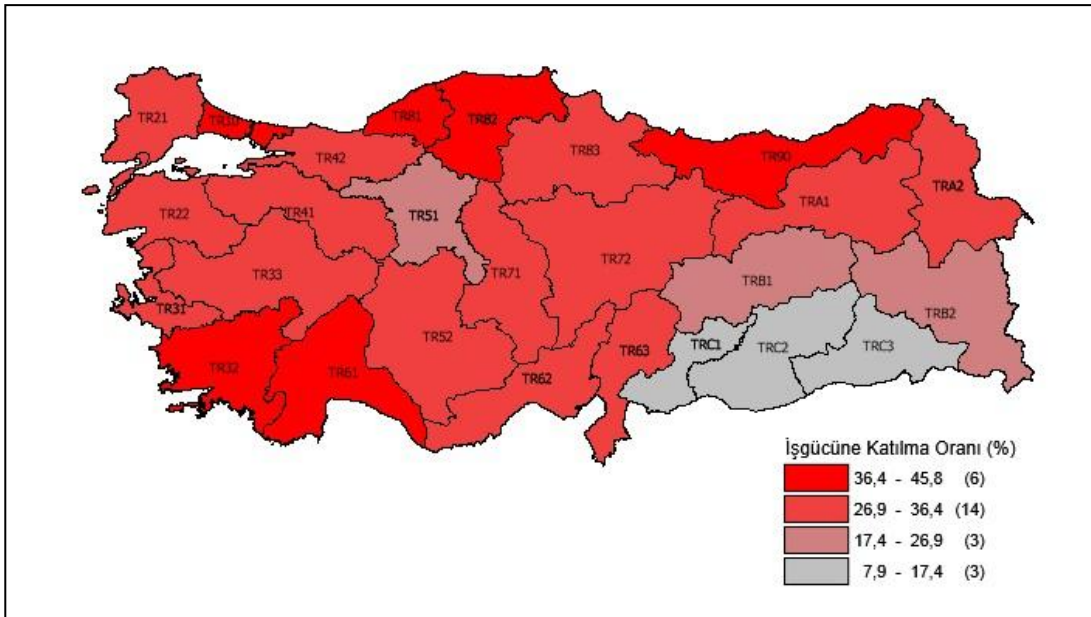 TR21
TR10
TR81
TR82
TR42
TR83
TR90
TRA2
TR51
TRA1
TR22
TR41
TR33
TR71
TR72
TRB1
TRB2
TR31
TR52
TR63
TRC1
TRC2
TRC3
TR32
TR61
TR62
İşgücüne Katılma Oranı (%)
36,4 - 45,8 (6)
26,9 - 36,4 (14)
17,4 - 26,9 (3)
7,9 - 17,4 (3)